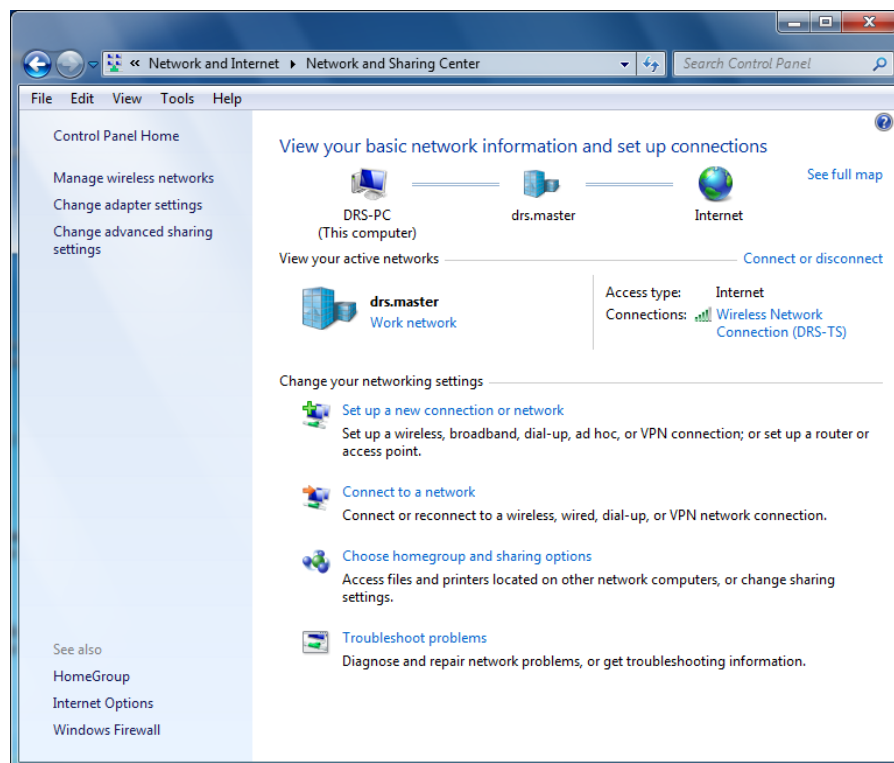 « Network and Internet ▸ Network and Sharing Center
Search Control Panel
File Edit View Tools Help
Control Panel Home
Manage wireless networks
Change adapter settings
Change advanced sharing
settings
See also
HomeGroup
Internet Options
Windows Firewall
View your basic network information and set up connections
See full map
DRS-PC
(This computer)
drs.master
Internet
View your active networks
Connect or disconnect
drs.master
Work network
Access type: Internet
Connections: Wireless Network
Connection (DRS-TS)
Change your networking settings
Set up a new connection or network
Set up a wireless, broadband, dial-up, ad hoc, or VPN connection; or set up a router or
access point.
Connect to a network
Connect or reconnect to a wireless, wired, dial-up, or VPN network connection.
Choose homegroup and sharing options
Access files and printers located on other network computers, or change sharing
settings.
Troubleshoot problems
Diagnose and repair network problems, or get troubleshooting information.